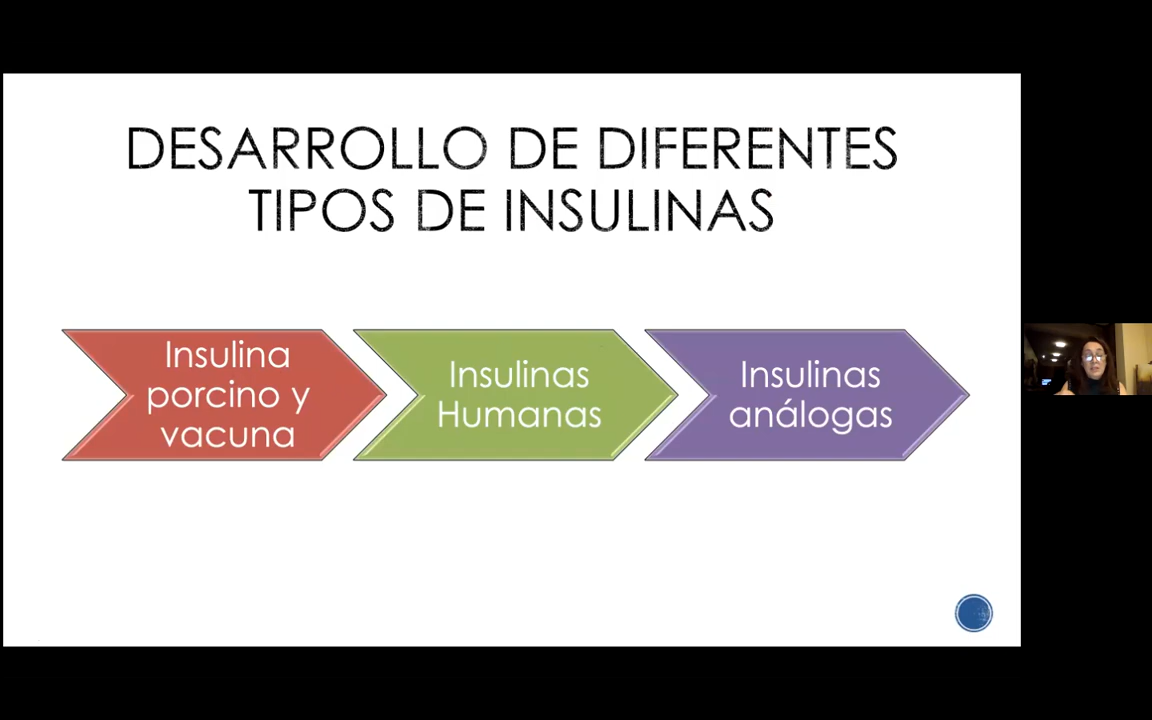 DESARROLLO DE DIFERENTES
TIPOS DE INSULINAS
Insulina
porcino y
vacuna
Insulinas
Humanas
Insulinas
análogas